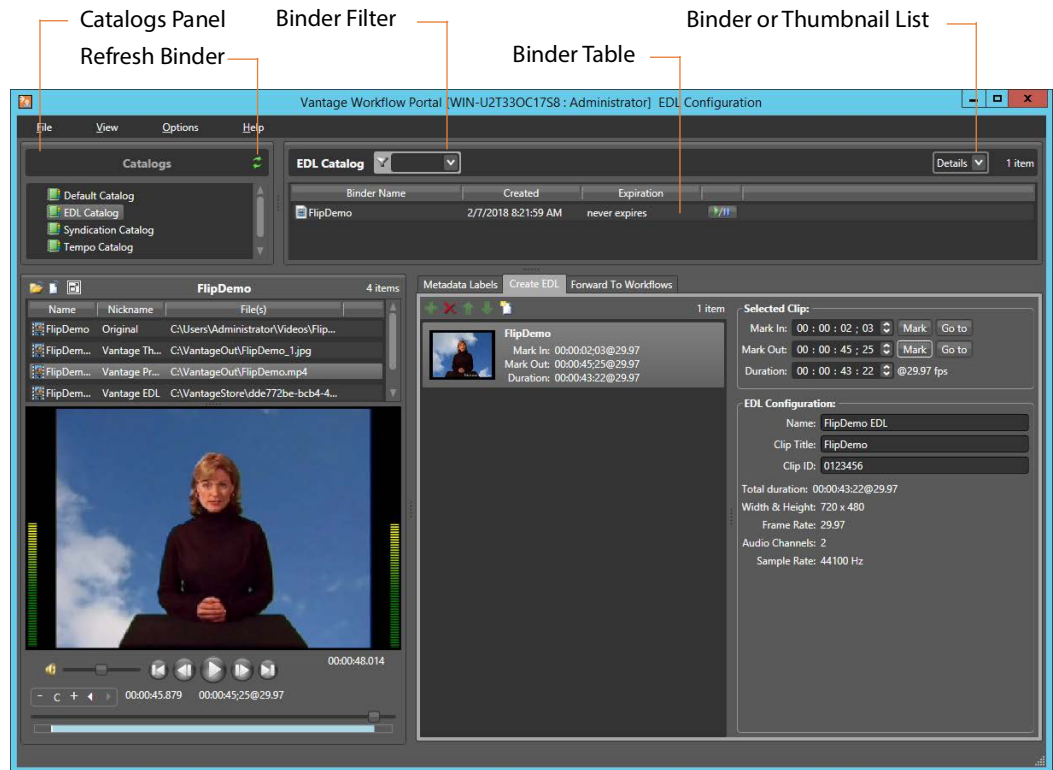 Catalogs Panel
Binder Filter
Binder or Thumbnail List
Refresh Binder
Binder Table
Vantage Workflow Portal [WIN-U2T33OC17S8 : Administrator] EDL Configuration
File View Options Help
Catalogs
EDL Catalog
Details
1 item
Default Catalog
EDL Catalog
Syndication Catalog
Tempo Catalog
Binder Name Created Expiration
FlipDemo 2/7/2018 8:21:59 AM never expires
FlipDemo
4 items
Name Nickname File(s)
FlipDemo Original C:\Users\Administrator\Videos\Flip...
FlipDem... Vantage Th... C:\VantageOut\FlipDemo_1.jpg
FlipDem... Vantage Pr... C:\VantageOut\FlipDemo.mp4
FlipDem... Vantage EDL C:\VantageStore\dde772be-bcb4-4...
00:00:48.014
- c +
00:00:45.879 00:00:45;25@29.97
Metadata Labels Create EDL Forward To Workflows
1 item
FlipDemo
Mark In: 00:00:02;03@29.97
Mark Out: 00:00:45;25@29.97
Duration: 00:00:43:22@29.97
Selected Clip:
Mark In: 00 : 00 : 02 ; 03 Mark Go to
Mark Out: 00 : 00 : 45 ; 25 Mark Go to
Duration: 00 : 00 : 43 : 22 @29.97 fps
EDL Configuration:
Name: FlipDemo EDL
Clip Title: FlipDemo
Clip ID: 0123456
Total duration: 00:00:43:22@29.97
Width & Height: 720 x 480
Frame Rate: 29.97
Audio Channels: 2
Sample Rate: 44100 Hz